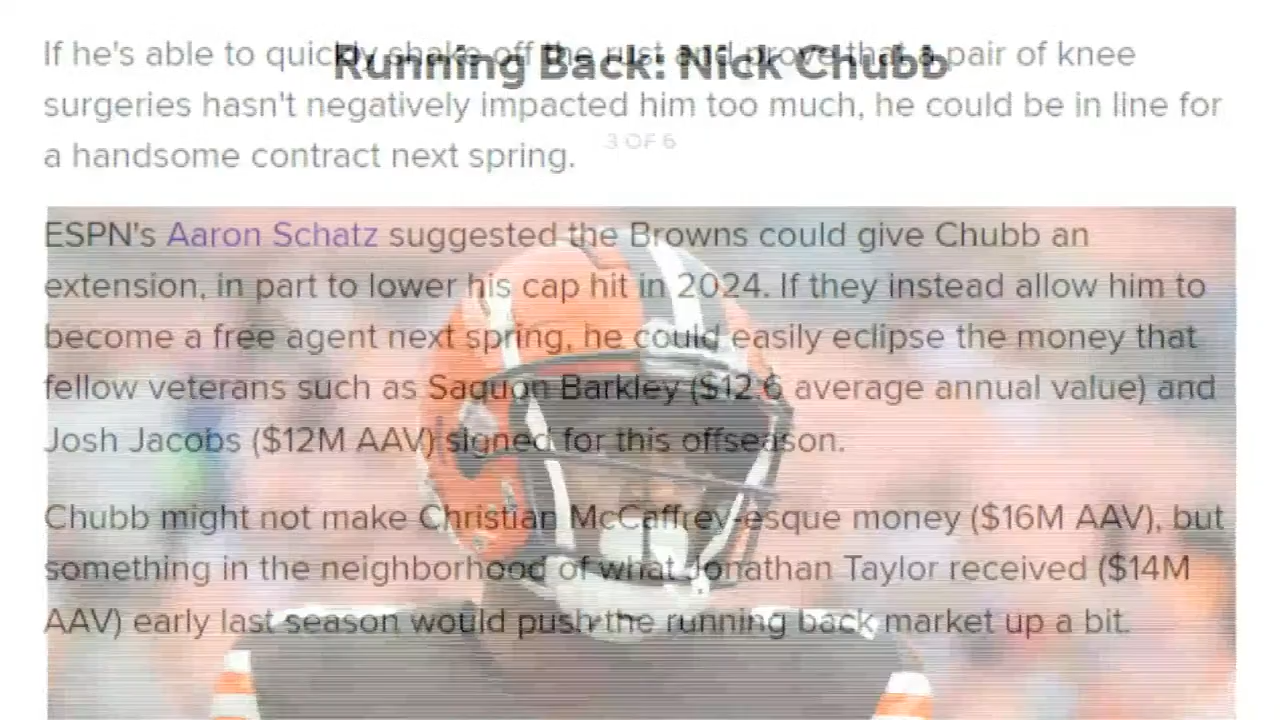 Running Back: Nick Chubb
3 OF 6
If he's able to quickly shake off the rust and prove that a pair of knee
surgeries hasn't negatively impacted him too much, he could be in line for
a handsome contract next spring.
ESPN's Aaron Schatz suggested the Browns could give Chubb an
extension, in part to lower his cap hit in 2024. If they instead allow him to
become a free agent next spring, he could easily eclipse the money that
fellow veterans such as Saquon Barkley ($12.6 average annual value) and
Josh Jacobs ($12M AAV) signed for this offseason.
Chubb might not make Christian McCaffrey-esque money ($16M AAV), but
something in the neighborhood of what Jonathan Taylor received ($14M
AAV) early last season would push the running back market up a bit.